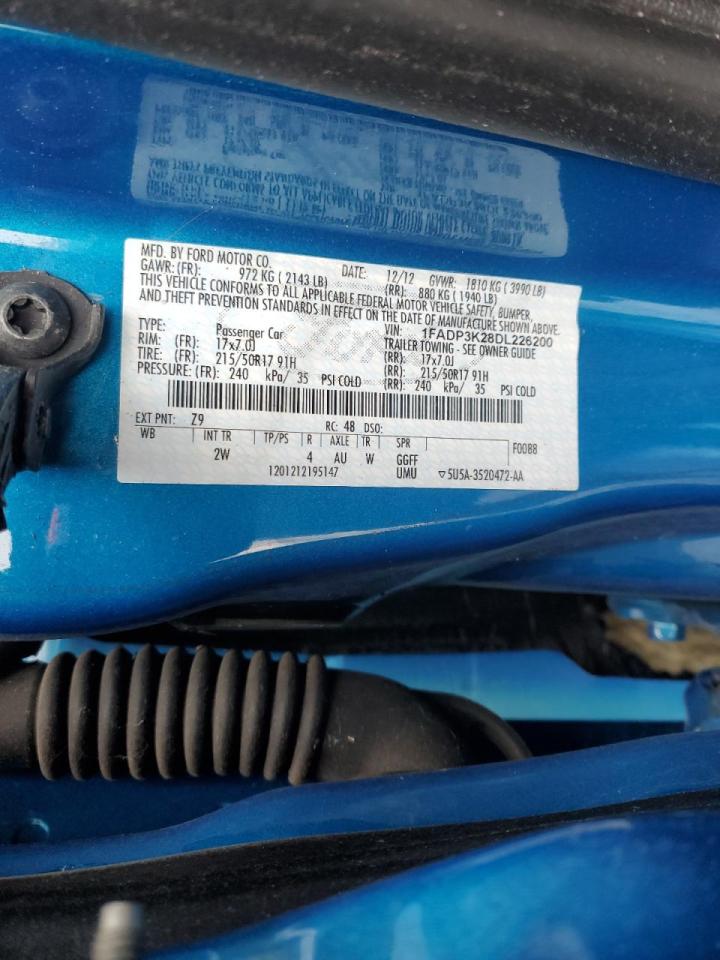 MFD. BY FORD MOTOR CO.
DATE: 12/12 GVWR: 1810 KG ( 3990 LB)
GAWR: (FR): 972 KG ( 2143 LB) (RR): 880 KG ( 1940 LB)
THIS VEHICLE CONFORMS TO ALL APPLICABLE FEDERAL MOTOR VEHICLE SAFETY, BUMPER,
AND THEFT PREVENTION STANDARDS IN EFFECT ON THE DATE OF MANUFACTURE SHOWN ABOVE.
VIN: 1FADP3K28DL226200
TYPE: Passenger Car TRAILER TOWING - SEE OWNER GUIDE
RIM: (FR): 17x7.0J (RR): 17x7.0J
TIRE: (FR): 215/50R17 91H (RR): 215/50R17 91H
PRESSURE: (FR): 240 kPa/ 35 PSI COLD (RR): 240 kPa/ 35 PSI COLD
EXT PNT: Z9 RC: 48 DSO:
WB INT TR TP/PS R AXLE TR SPR F0088
2W 4 AU W GGFF
1201212195147 UMU ▽5U5A-3520472-AA